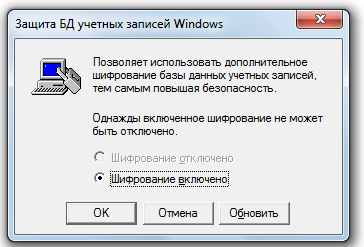 Защита БД учетных записей Windows
Позволяет использовать дополнительное
шифрование базы данных учетных записей,
тем самым повышая безопасность.
Однажды включенное шифрование не может
быть отключено.
Шифрование отключено
Шифрование включено
OK
Отмена
Обновить